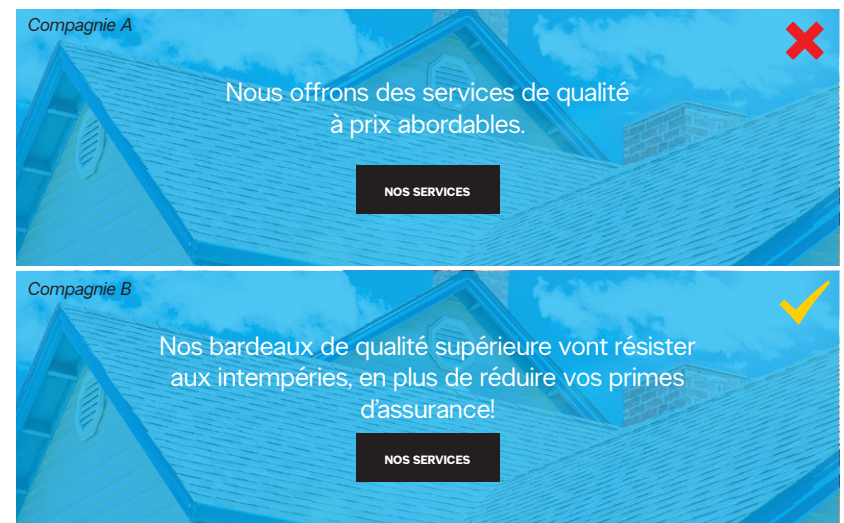 Compagnie A
Nous offrons des services de qualité
à prix abordables.
NOS SERVICES
Compagnie B
Nos bardeaux de qualité supérieure vont résister
aux intempéries, en plus de réduire vos primes
d’assurance!
NOS SERVICES